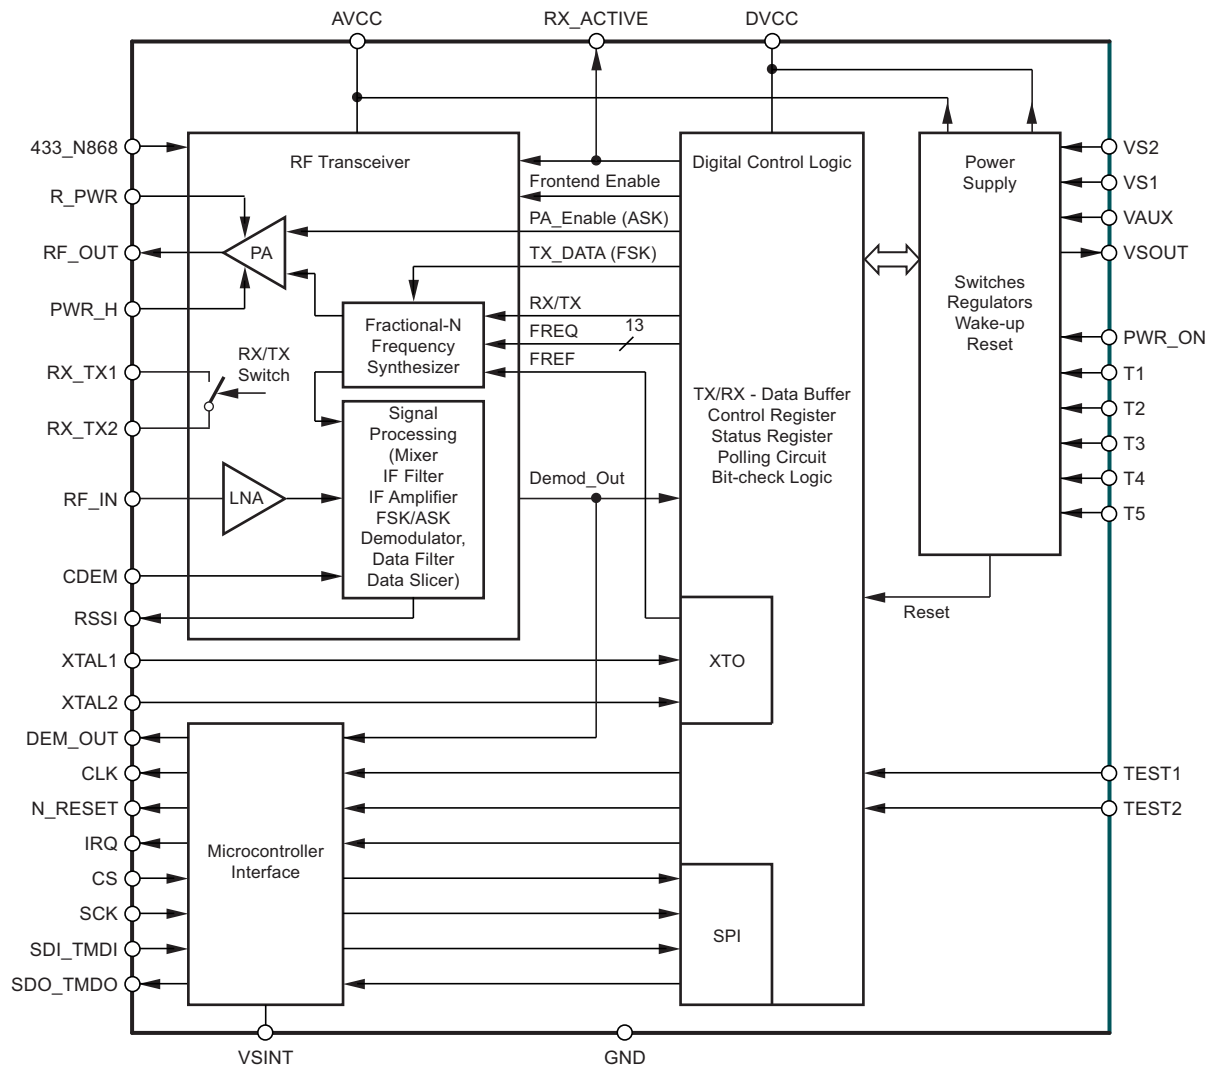 AVCC
RX_ACTIVE
DVCC
433_N868
R_PWR
RF_OUT
PWR_H
RX_TX1
RX_TX2
RF_IN
CDEM
RSSI
XTAL1
XTAL2
DEM_OUT
CLK
N_RESET
IRQ
CS
SCK
SDI_TMDI
SDO_TMDO
RF Transceiver
PA
RX/TX
Switch
LNA
Fractional-N
Frequency
Synthesizer
Signal
Processing
(Mixer
IF Filter
IF Amplifier
FSK/ASK
Demodulator,
Data Filter
Data Slicer)
Frontend Enable
PA_Enable (ASK)
TX_DATA (FSK)
RX/TX
FREQ
13
FREF
Demod_Out
Digital Control Logic
TX/RX - Data Buffer
Control Register
Status Register
Polling Circuit
Bit-check Logic
XTO
SPI
Microcontroller
Interface
Power
Supply
Switches
Regulators
Wake-up
Reset
Reset
VS2
VS1
VAUX
VSOUT
PWR_ON
T1
T2
T3
T4
T5
TEST1
TEST2
VSINT
GND